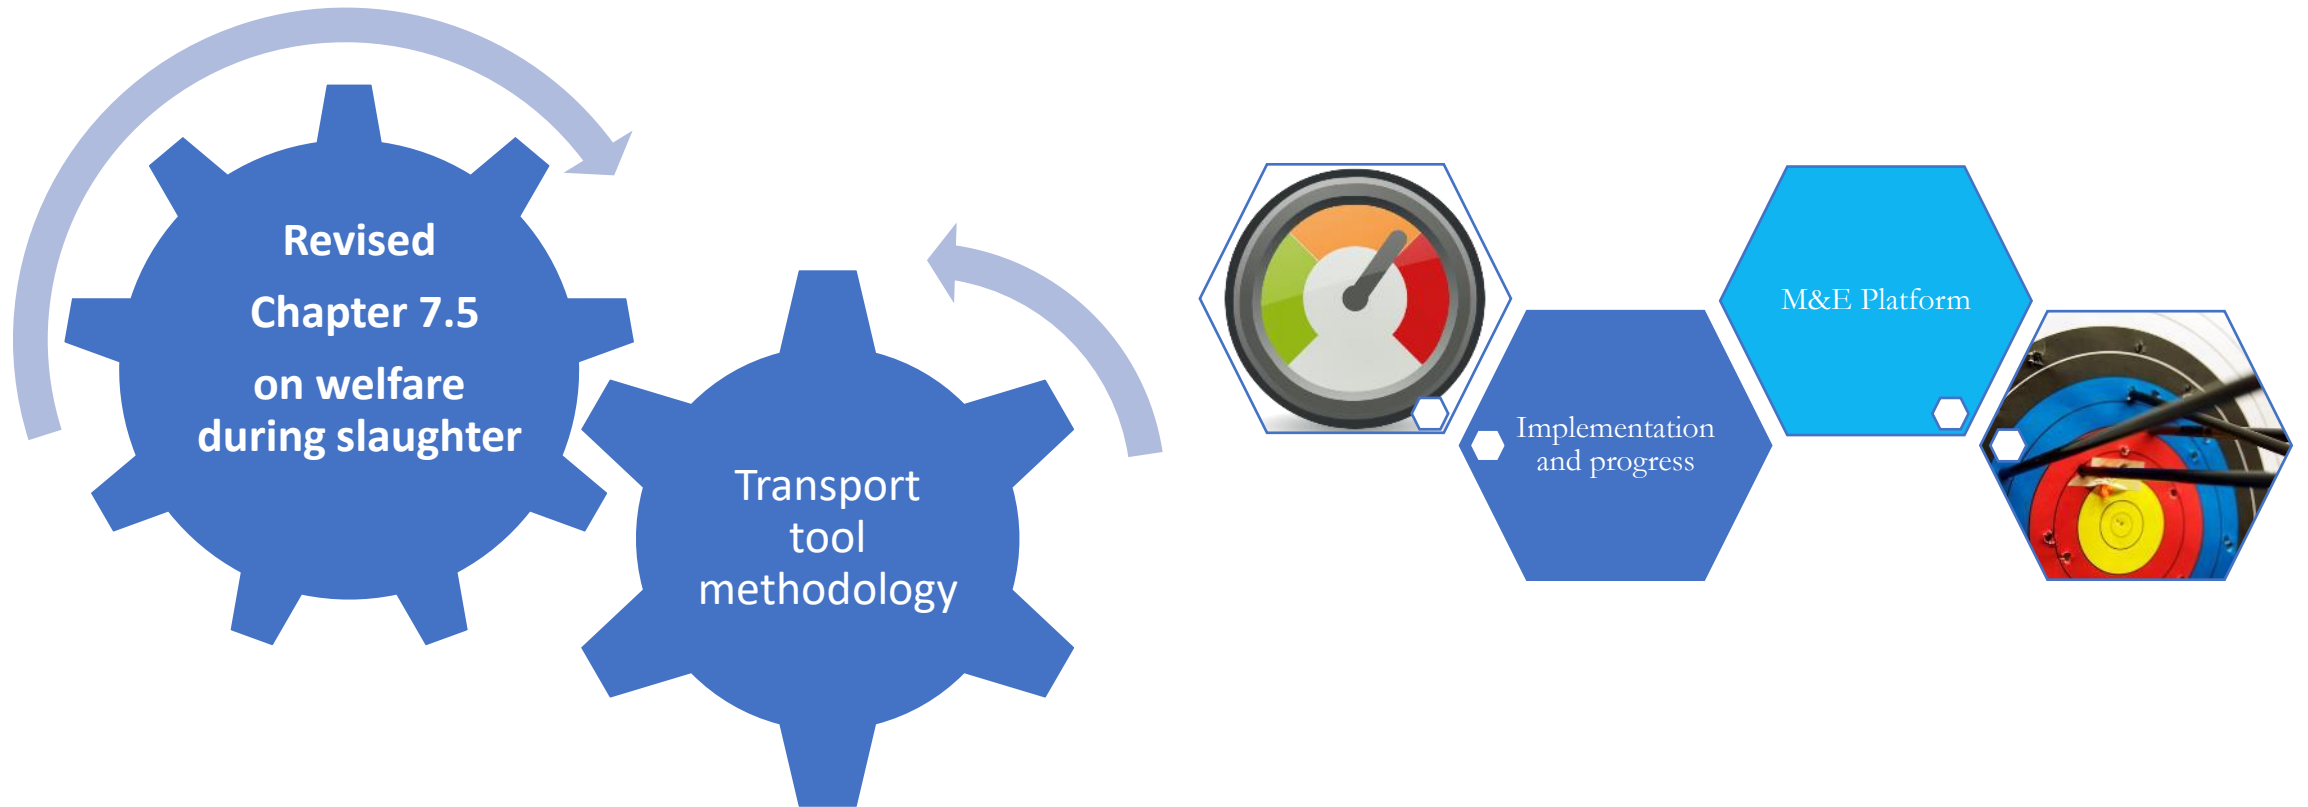 Revised
Chapter 7.5
on welfare
during slaughter
Transport
tool
methodology
Implementation
and progress
M&E Platform